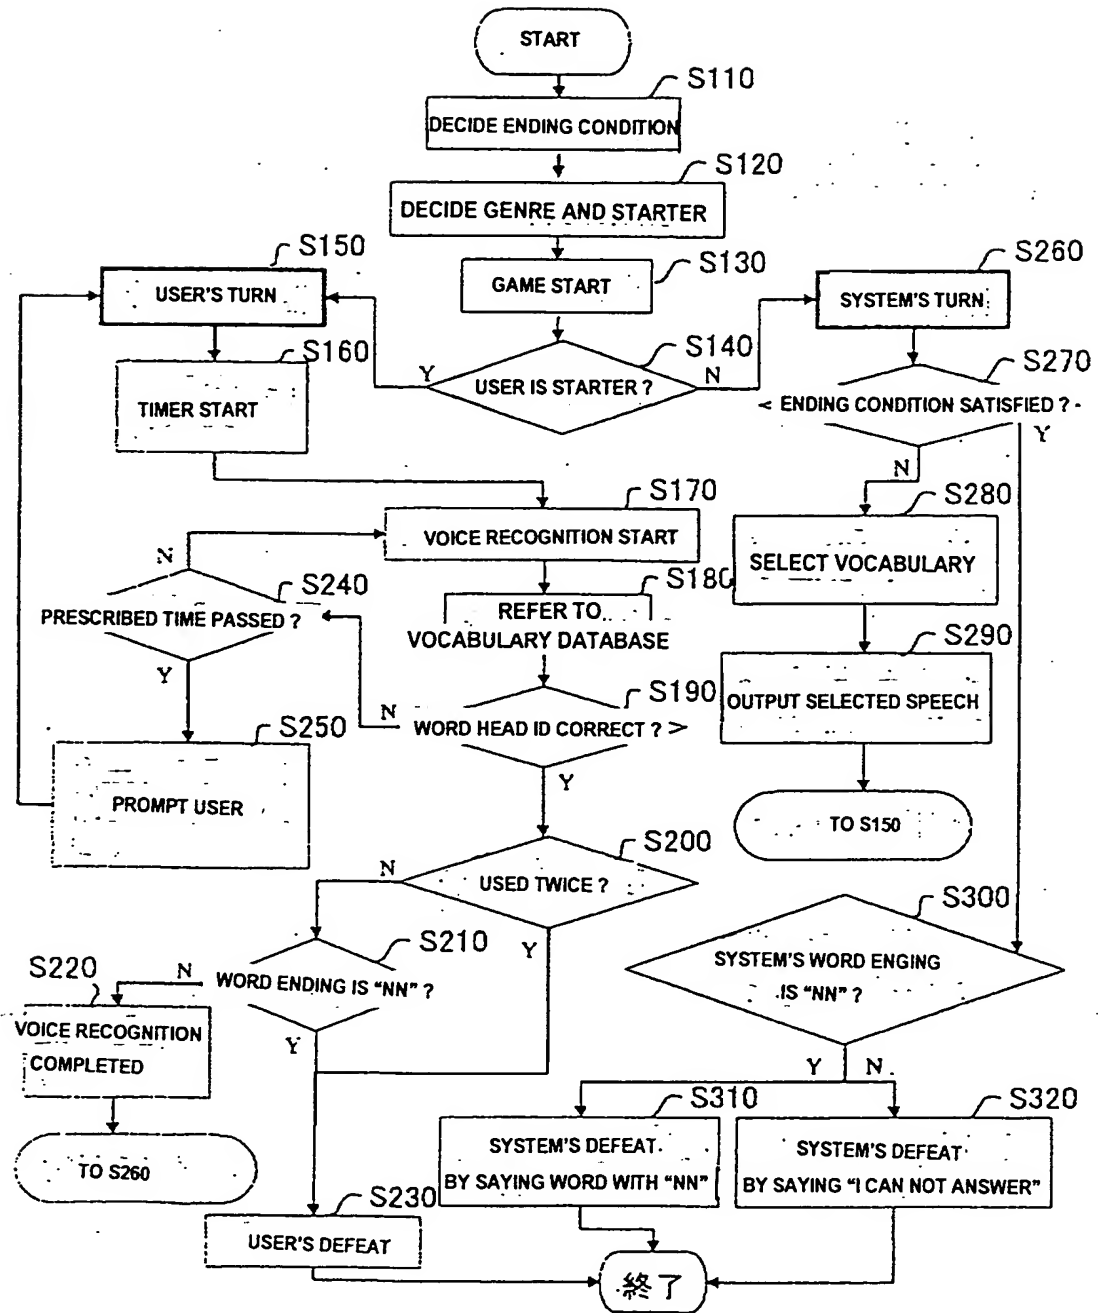 START
S110
DECIDE ENDING CONDITION
S120
DECIDE GENRE AND STARTER
S130
GAME START
S140
USER IS STARTER ?
Y
N
S150
USER'S TURN
S160
TIMER START
S170
VOICE RECOGNITION START
S180
REFER TO
VOCABULARY DATABASE
S190
WORD HEAD ID CORRECT ?
N
Y
S240
PRESCRIBED TIME PASSED ?
N
Y
S250
PROMPT USER
S200
USED TWICE ?
N
Y
S210
WORD ENDING IS "NN" ?
N
Y
S220
VOICE RECOGNITION
COMPLETED
TO S260
S230
USER'S DEFEAT
S260
SYSTEM'S TURN
S270
ENDING CONDITION SATISFIED ?
Y
N
S280
SELECT VOCABULARY
S290
OUTPUT SELECTED SPEECH
TO S150
S300
SYSTEM'S WORD ENGING
IS "NN" ?
Y
N
S310
SYSTEM'S DEFEAT
BY SAYING WORD WITH "NN"
S320
SYSTEM'S DEFEAT
BY SAYING "I CAN NOT ANSWER"
終了